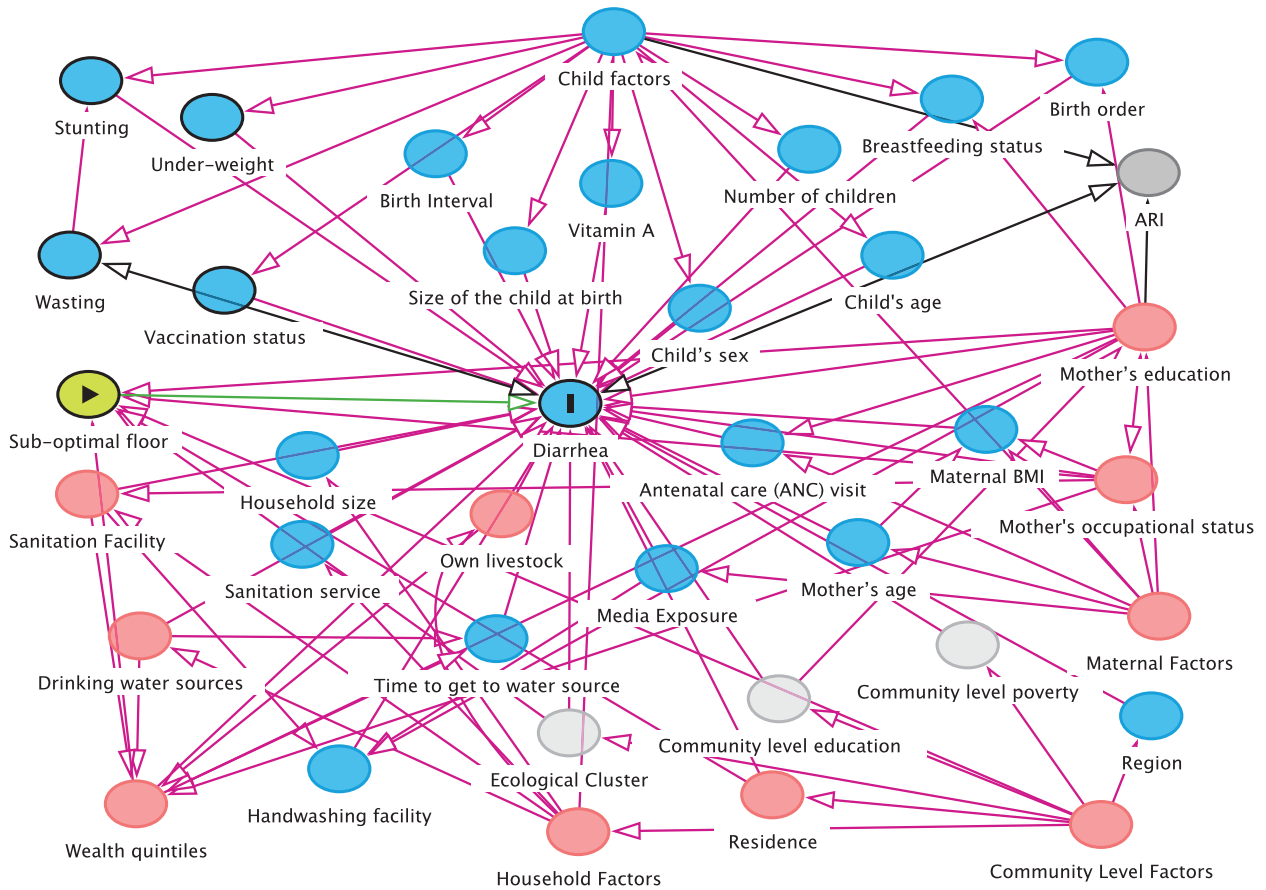 Child factors
Birth order
Stunting
Breastfeeding status
Under-weight
Number of children
Birth Interval
ARI
Vitamin A
Size of the child at birth
Wasting
Child's age
Vaccination status
Child’s sex
Mother’s education
Sub-optimal floor
Diarrhea
Maternal BMI
Antenatal care (ANC) visit
Household size
Mother's occupational status
Sanitation Facility
Own livestock
Sanitation service
Mother’s age
Media Exposure
Maternal Factors
Drinking water sources
Time to get to water source
Community level poverty
Community level education
Region
Ecological Cluster
Handwashing facility
Residence
Wealth quintiles
Community Level Factors
Household Factors